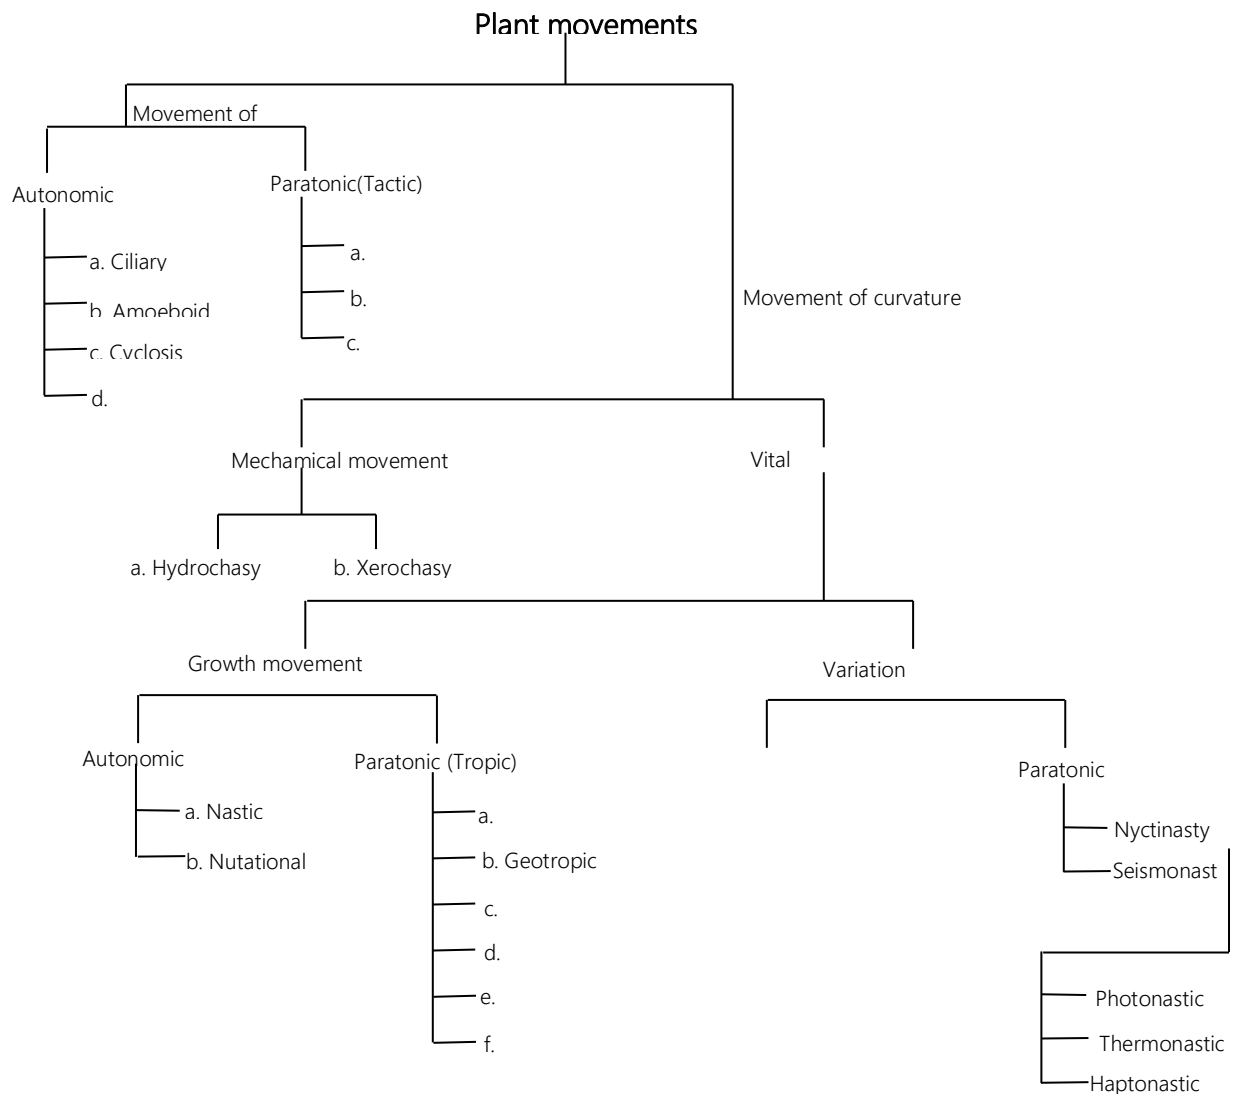 Plant movements
Movement of
Autonomic
Paratonic(Tactic)
a. Ciliary
b. Amoeboid
c. Cyclosis
d.
a.
b.
c.
Movement of curvature
Mechamical movement
Vital
a. Hydrochasy
b. Xerochasy
Growth movement
Variation
Autonomic
Paratonic (Tropic)
a. Nastic
b. Nutational
a.
b. Geotropic
c.
d.
e.
f.
Paratonic
Nyctinasty
Seismonast
Photonastic
Thermonastic
Haptonastic